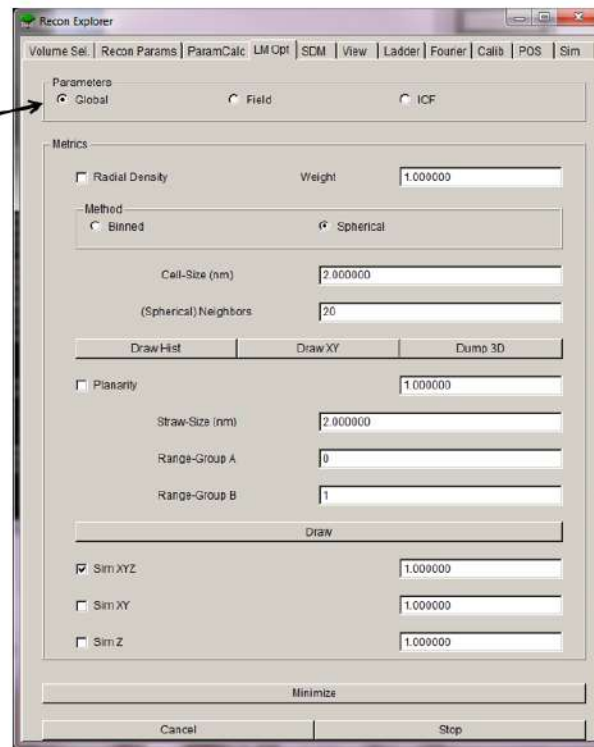 Recon Explorer
Volume Sel. Recon Params ParamCalc LM Opt SDM View Ladder Fourier Calib POS Sim
Parameters
Global Field ICF
Metrics
Radial Density Weight 1.000000
Method
Binned Spherical
Cell-Size (nm) 2.000000
(Spherical) Neighbors 20
Draw Hist Draw XY Dump 3D
Planarity 1.000000
Straw-Size (nm) 2.000000
Range-Group A 0
Range-Group B 1
Draw
Sim XYZ 1.000000
Sim XY 1.000000
Sim Z 1.000000
Minimize
Cancel Stop